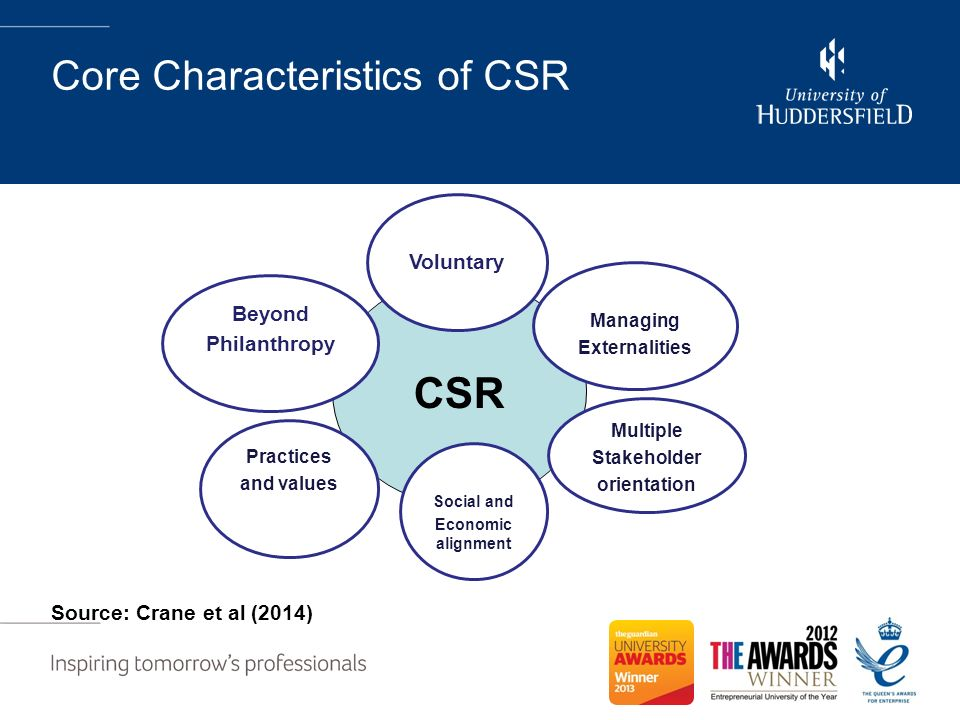 Core Characteristics of CSR
University of
HUDDERSFIELD
Voluntary
Beyond
Philanthropy
Managing
Externalities
CSR
Multiple
Stakeholder
orientation
Practices
and values
Social and
Economic
alignment
Source: Crane et al (2014)
Inspiring tomorrow's professionals
theguardian
UNIVERSITY
AWARDS
Winner
2013
2012
THE AWARDS
WINNER
Entrepreneurial University of the Year
THE QUEEN'S AWARDS
FOR ENTERPRISE